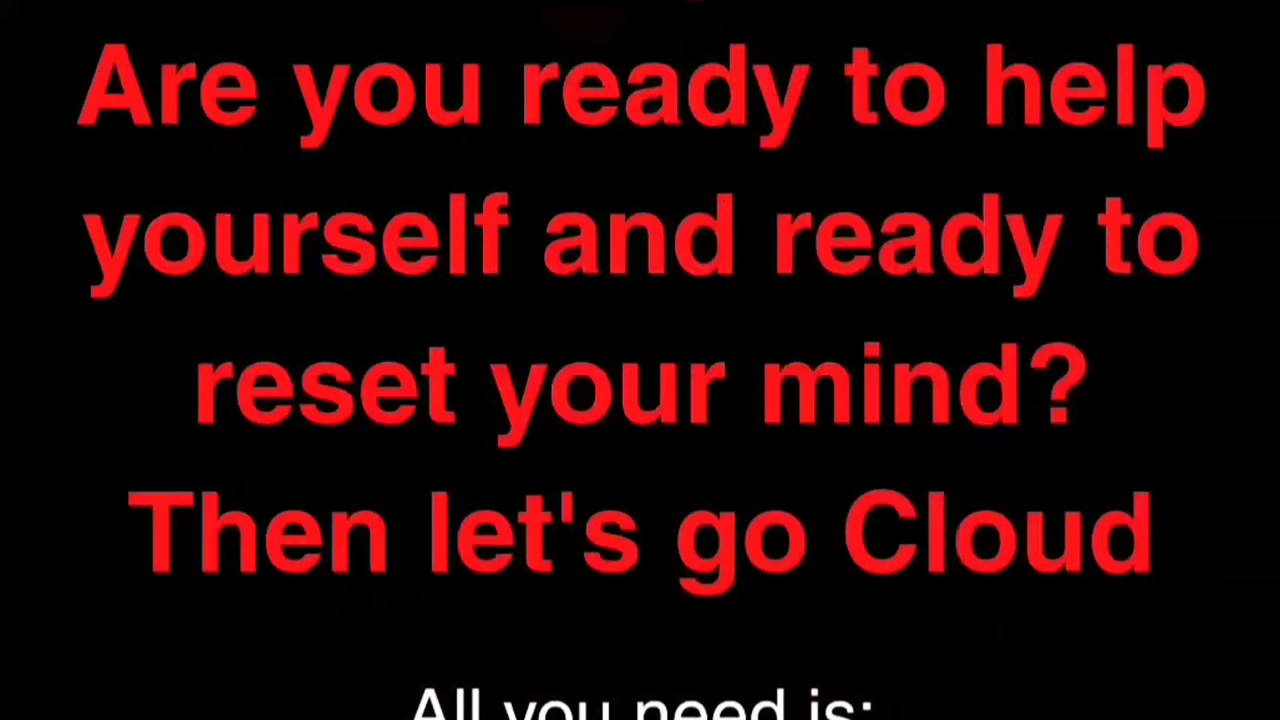 Are you ready to help
yourself and ready to
reset your mind?
Then let's go Cloud
All you need is: